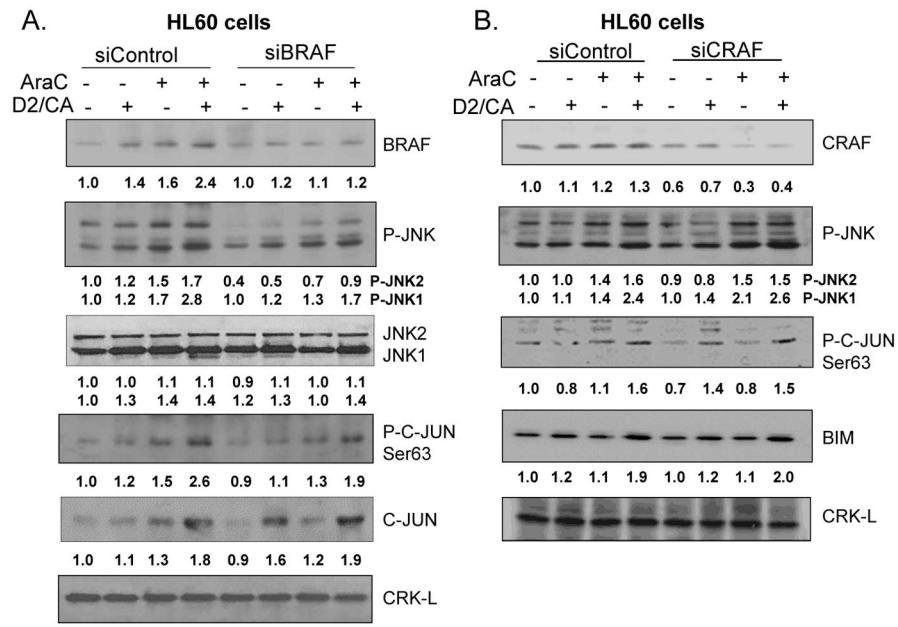 A.
HL60 cells
siControl siBRAF
AraC - - + + - - + +
D2/CA - + - + - + - +
BRAF
1.0 1.4 1.6 2.4 1.0 1.2 1.1 1.2
P-JNK
1.0 1.2 1.5 1.7 0.4 0.5 0.7 0.9 P-JNK2
1.0 1.2 1.7 2.8 1.0 1.2 1.3 1.7 P-JNK1
JNK2
JNK1
1.0 1.0 1.1 1.1 0.9 1.1 1.0 1.1
1.0 1.3 1.4 1.4 1.2 1.3 1.0 1.4
P-C-JUN
Ser63
1.0 1.2 1.5 2.6 0.9 1.1 1.3 1.9
C-JUN
1.0 1.1 1.3 1.8 0.9 1.6 1.2 1.9
CRK-L
B.
HL60 cells
siControl siCRAF
AraC - - + + - - + +
D2/CA - + - + - + - +
CRAF
1.0 1.1 1.2 1.3 0.6 0.7 0.3 0.4
P-JNK
1.0 1.0 1.4 1.6 0.9 0.8 1.5 1.5 P-JNK2
1.0 1.1 1.4 2.4 1.0 1.4 2.1 2.6 P-JNK1
P-C-JUN
Ser63
1.0 0.8 1.1 1.6 0.7 1.4 0.8 1.5
BIM
1.0 1.2 1.1 1.9 1.0 1.2 1.1 2.0
CRK-L